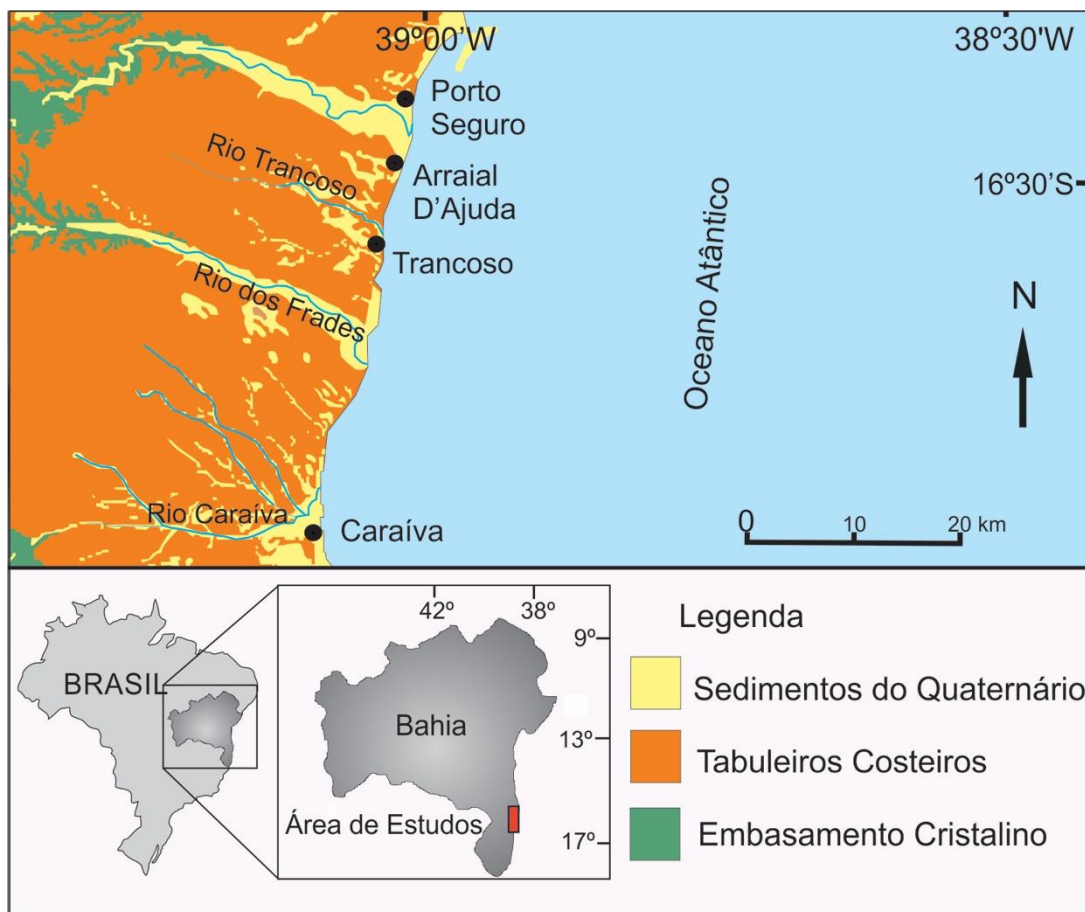 39º00'W
38º30'W
Porto
Seguro
Rio Trancoso
Arraial
D'Ajuda
16º30'S
Trancoso
Rio dos Frades
Oceano Atântico
N
Rio Caraíva
Caraíva
0
10
20 km
BRASIL
42º
38º
9º
Bahia
13º
Área de Estudos
17º
Legenda
Sedimentos do Quaternário
Tabuleiros Costeiros
Embasamento Cristalino